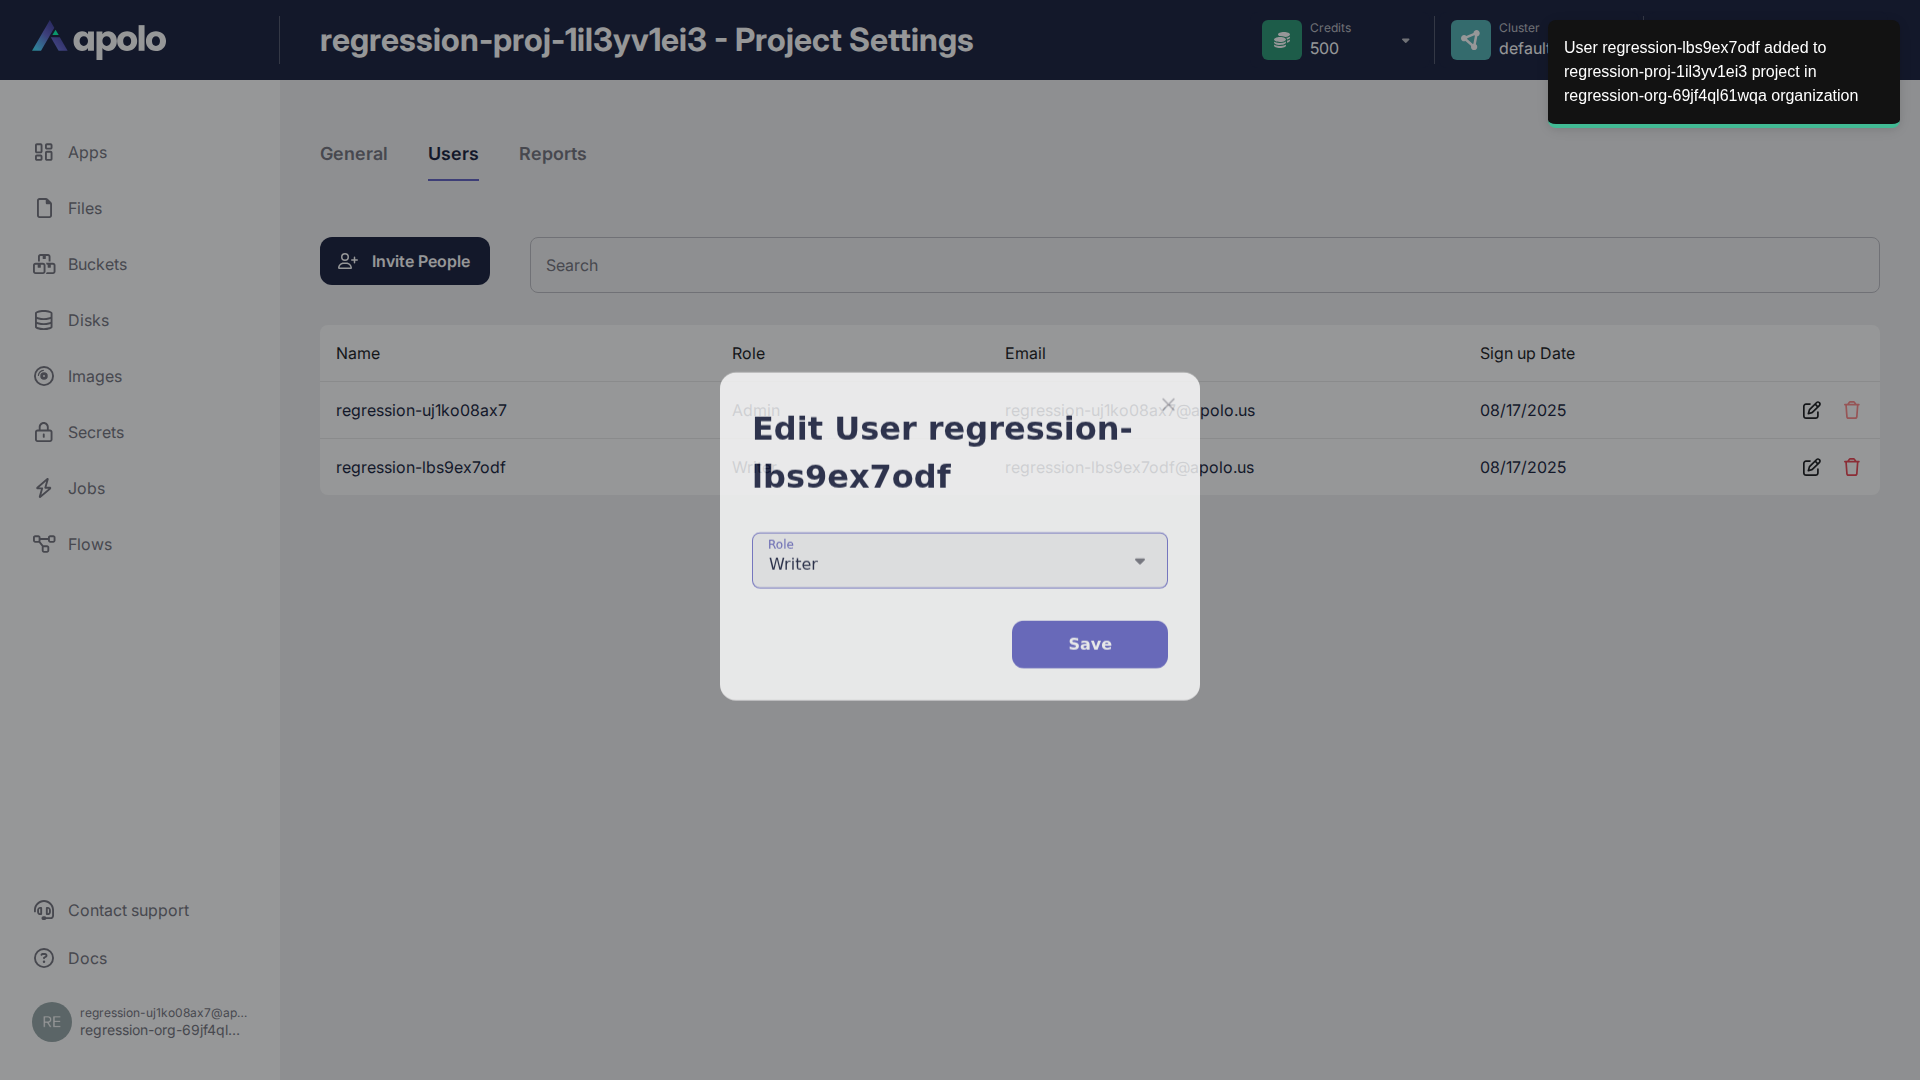 apolo
regression-proj-1il3yv1ei3 - Project Settings
Credits
500
Cluster
default
User regression-lbs9ex7odf added to
regression-proj-1il3yv1ei3 project in
regression-org-69jf4ql61wqa organization
Apps
Files
Buckets
Disks
Images
Secrets
Jobs
Flows
Contact support
Docs
RE
regression-uj1ko08ax7@ap...
regression-org-69jf4ql...
General
Users
Reports
Invite People
Search
Name
Role
Email
Sign up Date
regression-uj1ko08ax7
Admin
regression-uj1ko08ax7@apolo.us
08/17/2025
regression-lbs9ex7odf
Writer
regression-lbs9ex7odf@apolo.us
08/17/2025
Edit User regression-
lbs9ex7odf
Role
Writer
Save